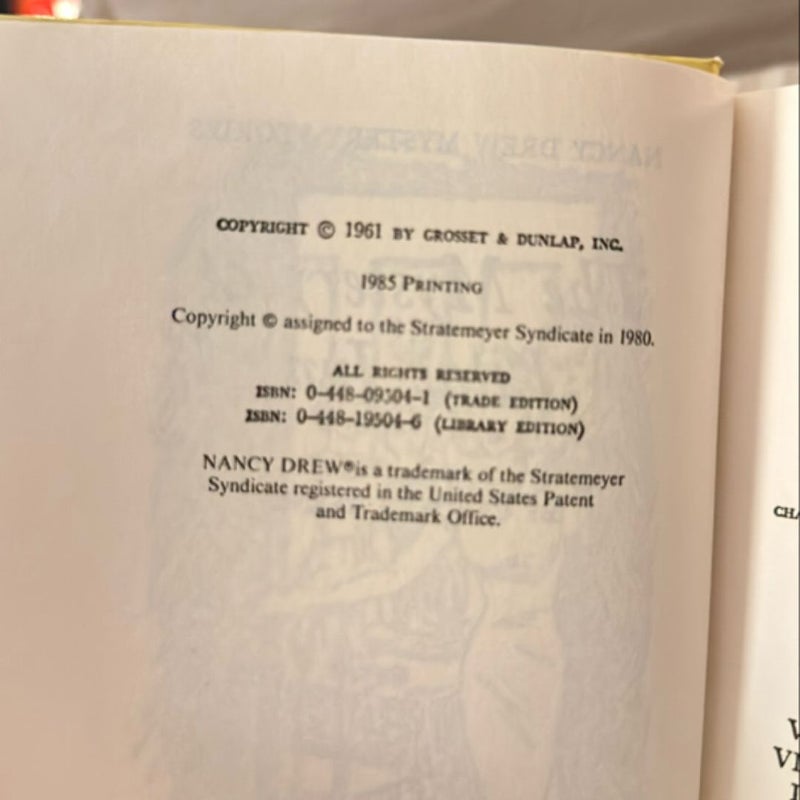 COPYRIGHT © 1961 BY GROSSET & DUNLAP, INC.
1985 PRINTING
Copyright © assigned to the Stratemeyer Syndicate in 1980.
ALL RIGHTS RESERVED
ISBN: 0-448-09504-1 (TRADE EDITION)
ISBN: 0-448-19504-6 (LIBRARY EDITION)
NANCY DREW® is a trademark of the Stratemeyer
Syndicate registered in the United States Patent
and Trademark Office.